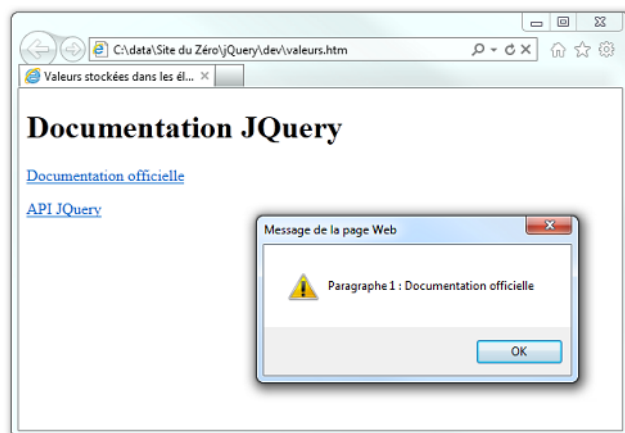 C:\data\Site du Zéro\jQuery\dev\valeurs.htm
Valeurs stockées dans les él...
Documentation JQuery
Documentation officielle
API JQuery
Message de la page Web
Paragraphe 1 : Documentation officielle
OK